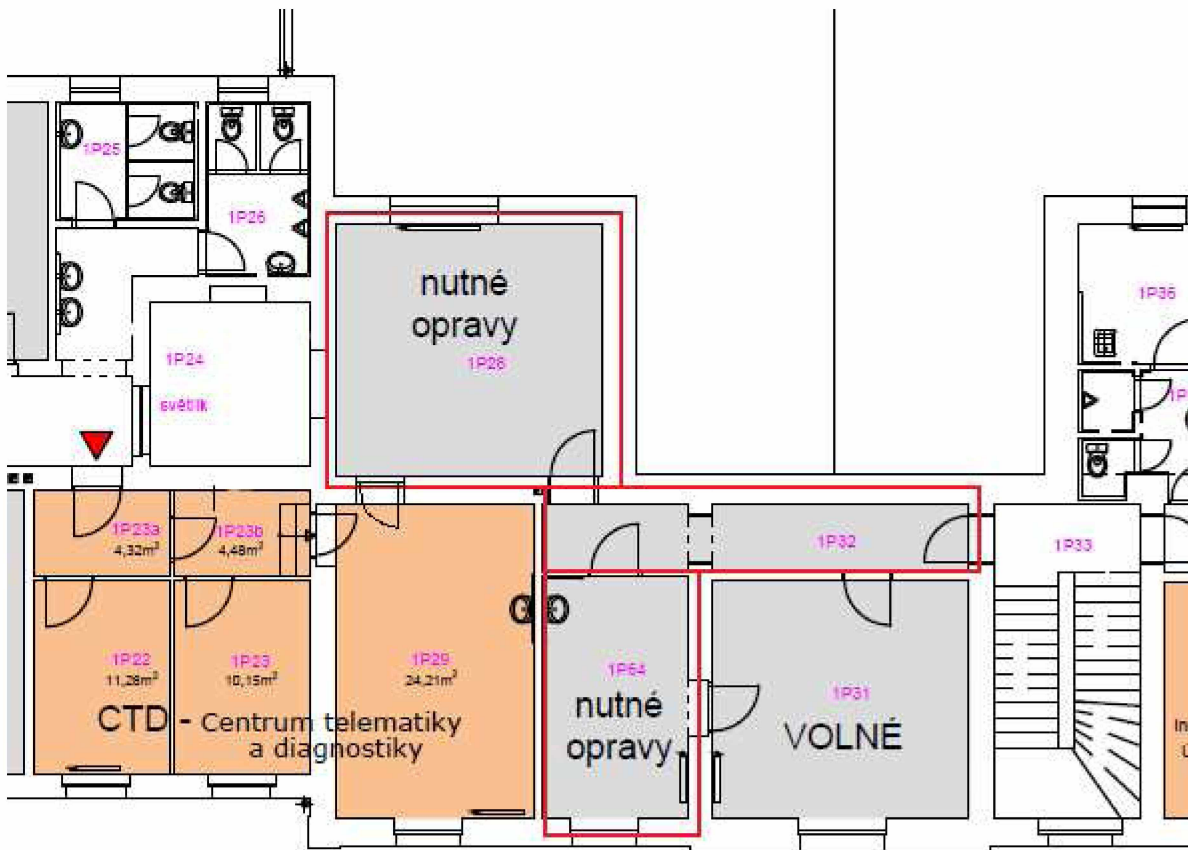 1P25
1P26
nutné
opravy
1P28
1P36
1P24
světlík
1P23a
4,32m²
1P23b
4,48m²
1P32
1P33
1P22
11,28m²
1P23
10,15m²
1P29
24,21m²
1P64
1P31
CTD - Centrum telematiky
a diagnostiky
nutné
opravy
VOLNÉ